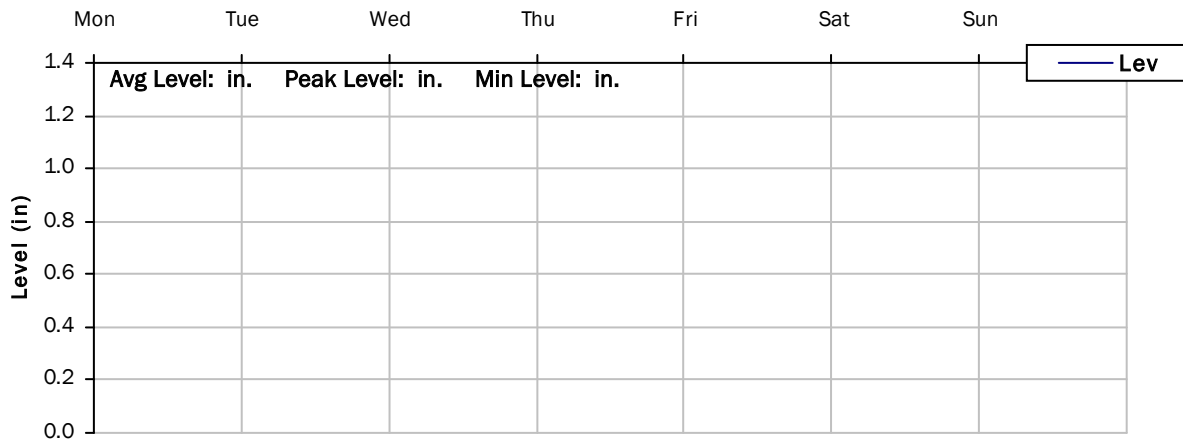 Mon Tue Wed Thu Fri Sat Sun
Lev
Avg Level: in. Peak Level: in. Min Level: in.
1.4
1.2
1.0
0.8
0.6
0.4
0.2
0.0
Level (in)